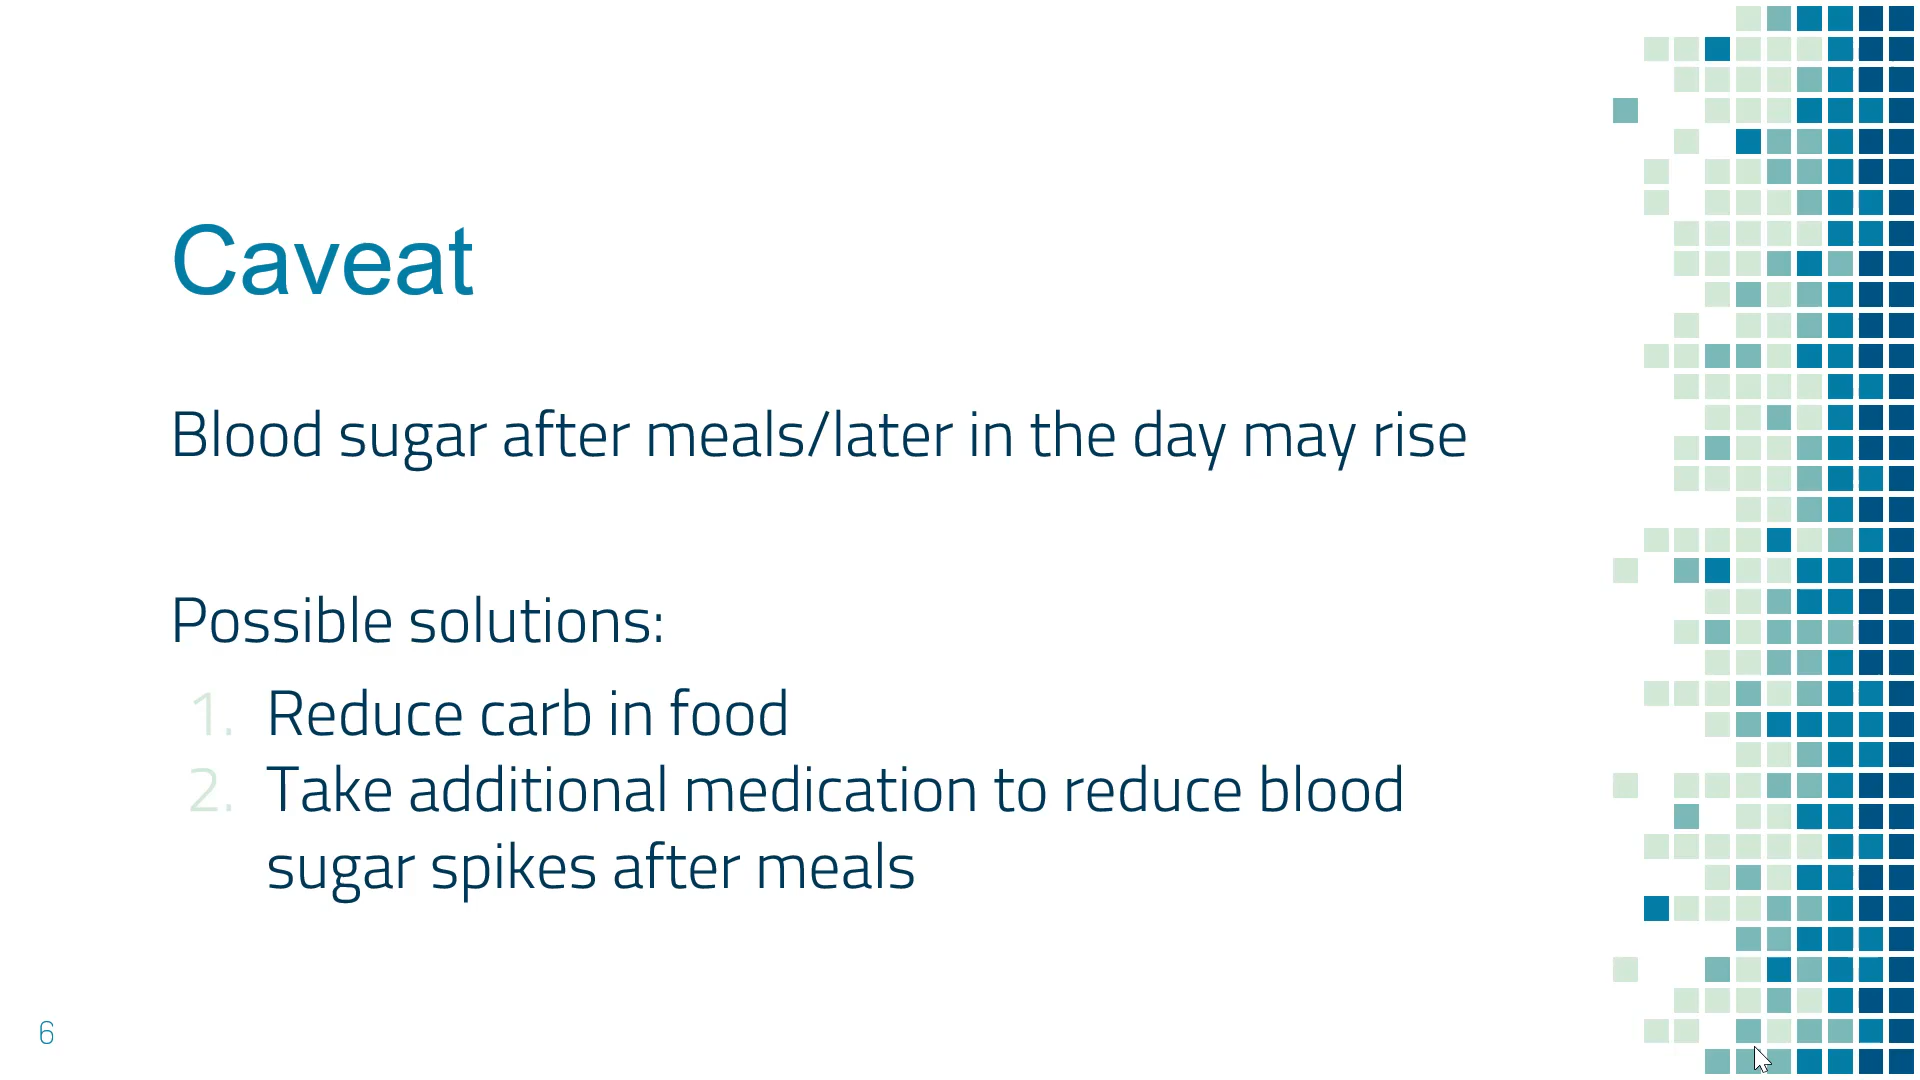 Caveat
Blood sugar after meals/later in the day may rise
Possible solutions:
1. Reduce carb in food
2. Take additional medication to reduce blood
sugar spikes after meals
6